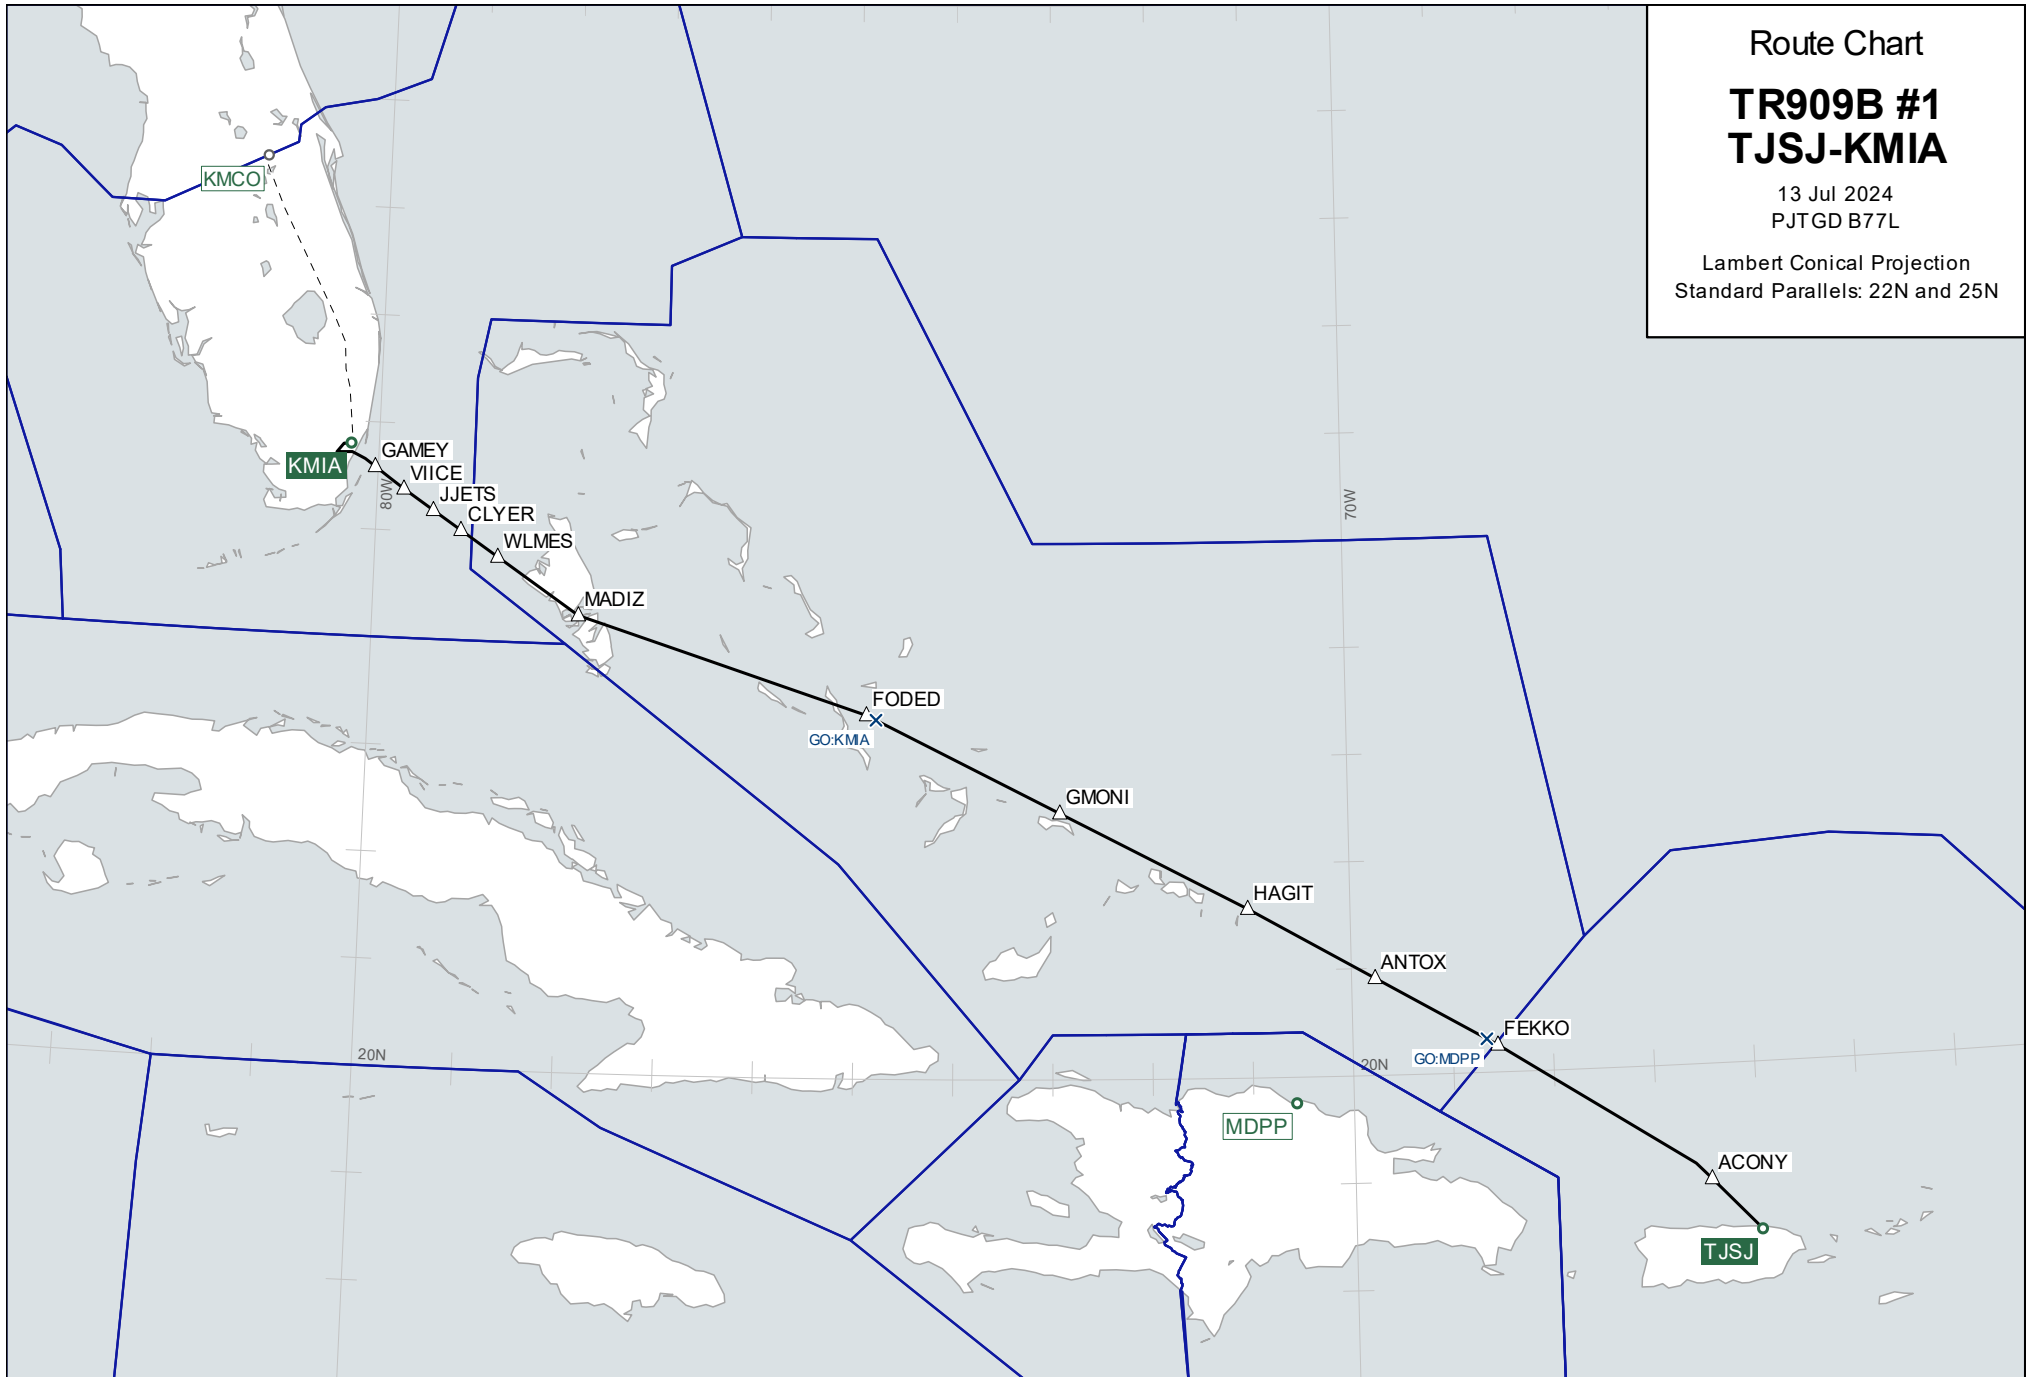 Route Chart
TR909B #1
TJSJ-KMIA
13 Jul 2024
PJTGD B77L
Lambert Conical Projection
Standard Parallels: 22N and 25N
KMCO
KMIA
GAMEY
VIICE
80W
JJETS
CLYER
WLMES
70W
MADIZ
FODED
GO:KMIA
GMONI
HAGIT
ANTOX
FEKKO
GO:MDPP
20N
20N
MDPP
ACONY
TJSJ